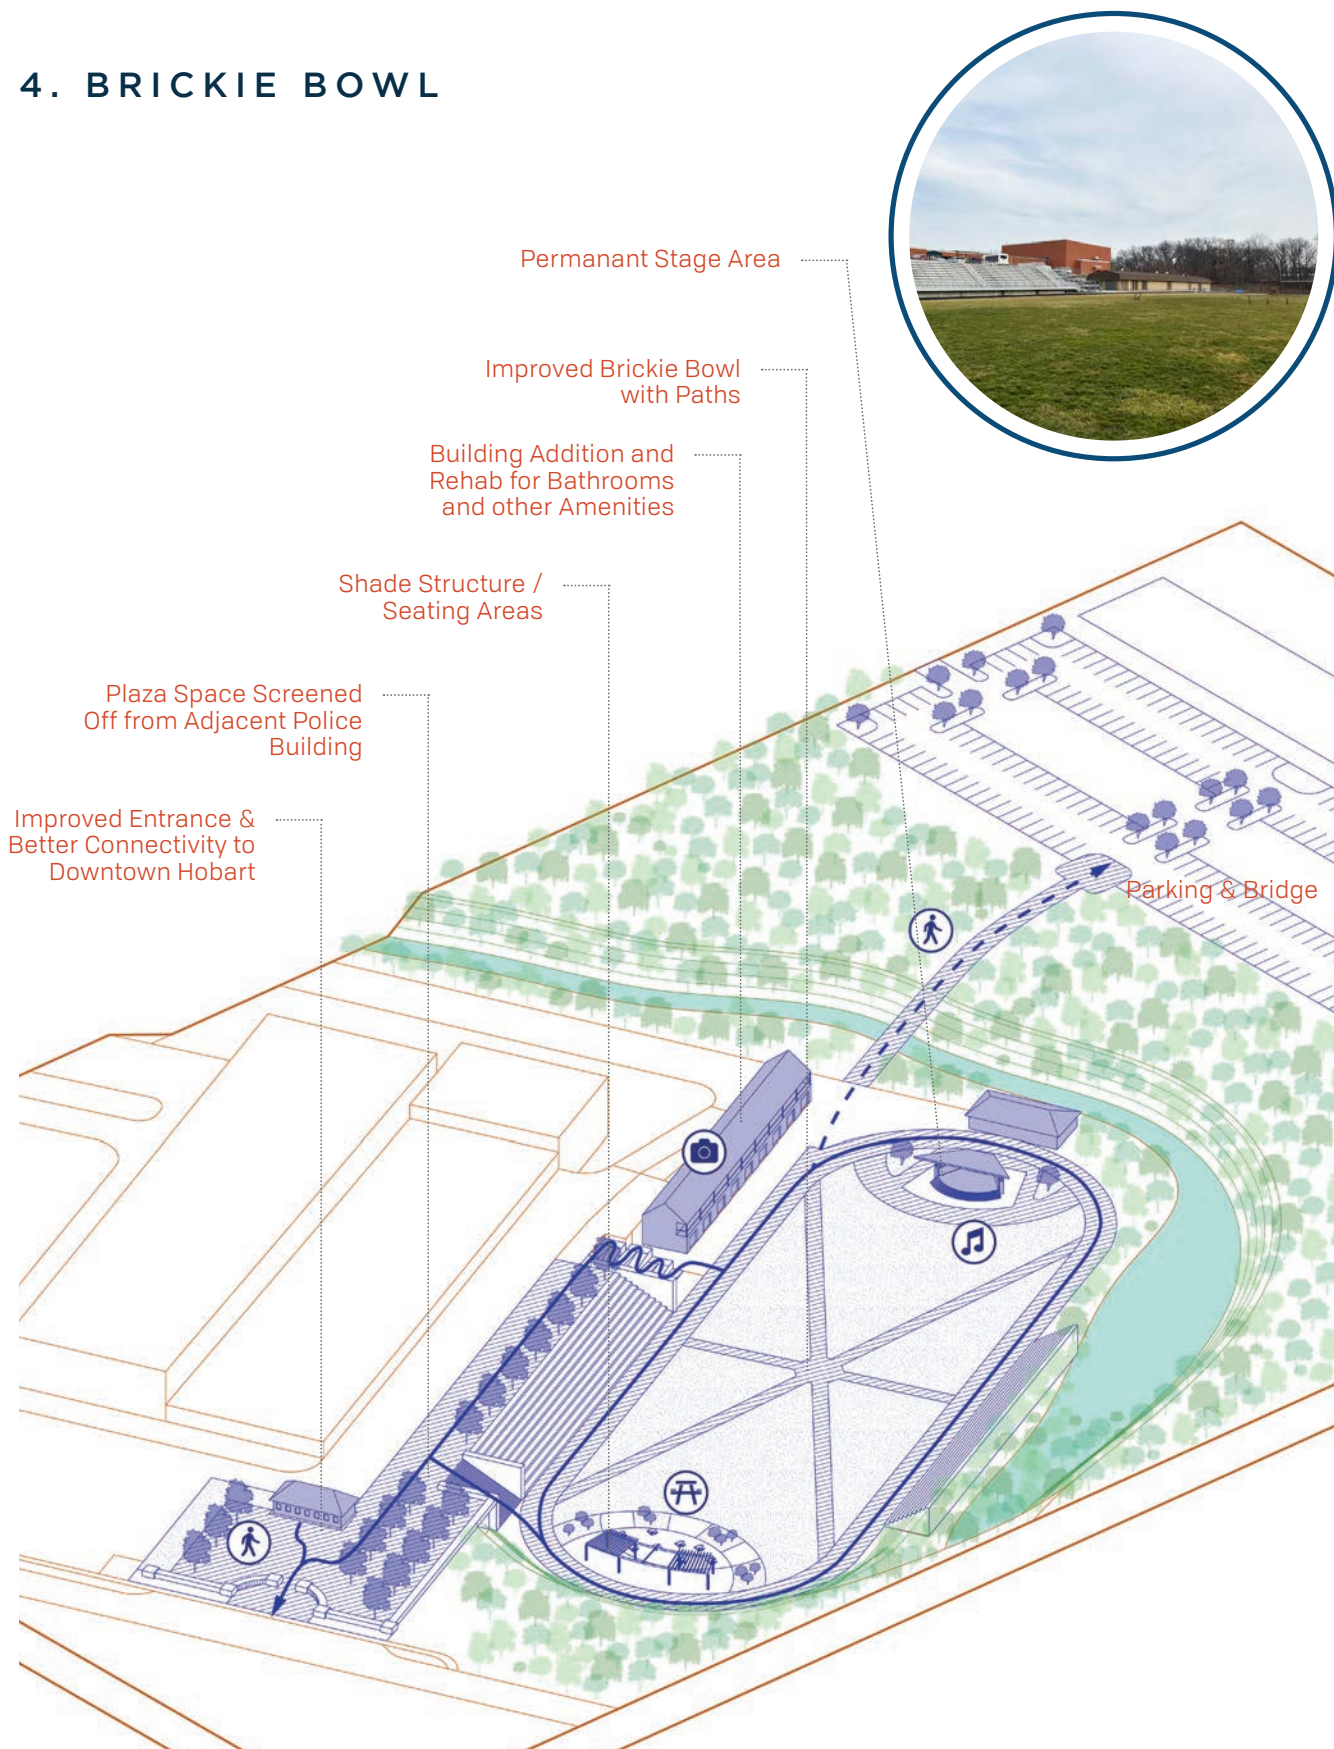 4. BRICKIE BOWL
Permanant Stage Area
Improved Brickie Bowl
with Paths
Building Addition and
Rehab for Bathrooms
and other Amenities
Shade Structure /
Seating Areas
Plaza Space Screened
Off from Adjacent Police
Building
Improved Entrance &
Better Connectivity to
Downtown Hobart
Parking & Bridge